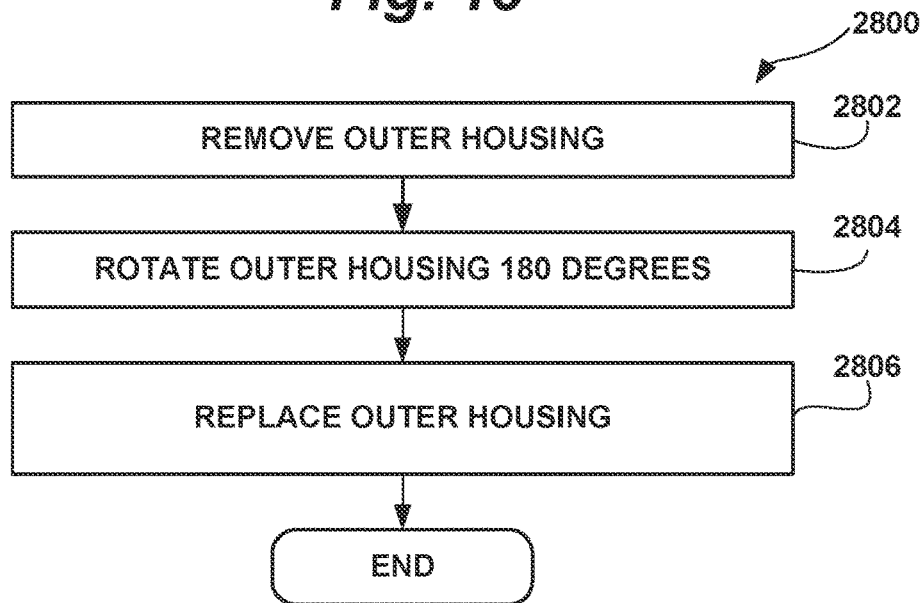 2800
2802
REMOVE OUTER HOUSING
2804
ROTATE OUTER HOUSING 180 DEGREES
2806
REPLACE OUTER HOUSING
END